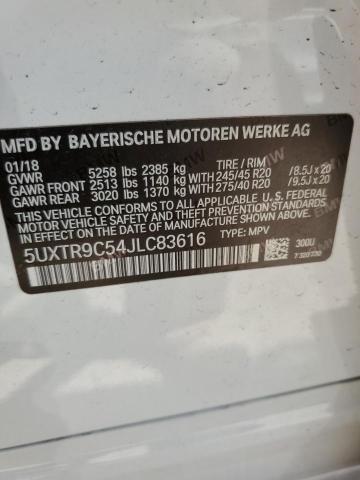 MFD BY BAYERISCHE MOTOREN WERKE AG
01/18
GVWR 5258 lbs 2385 kg TIRE / RIM
GAWR FRONT 2513 lbs 1140 kg 245/45 R20 /8.5J x 20
GAWR REAR 3020 lbs 1370 kg 275/40 R20 /9.5J x 20
THIS VEHICLE CONFORMS TO ALL APPLICABLE FEDERAL
MOTOR VEHICLE SAFETY, BUMPER, AND THEFT PREVENTION
STANDARDS IN EFFECT ON THE DATE OF MANUFACTURE
SHOWN ABOVE.
5UXTR9C54JLC83616
TYPE: MPV
300U